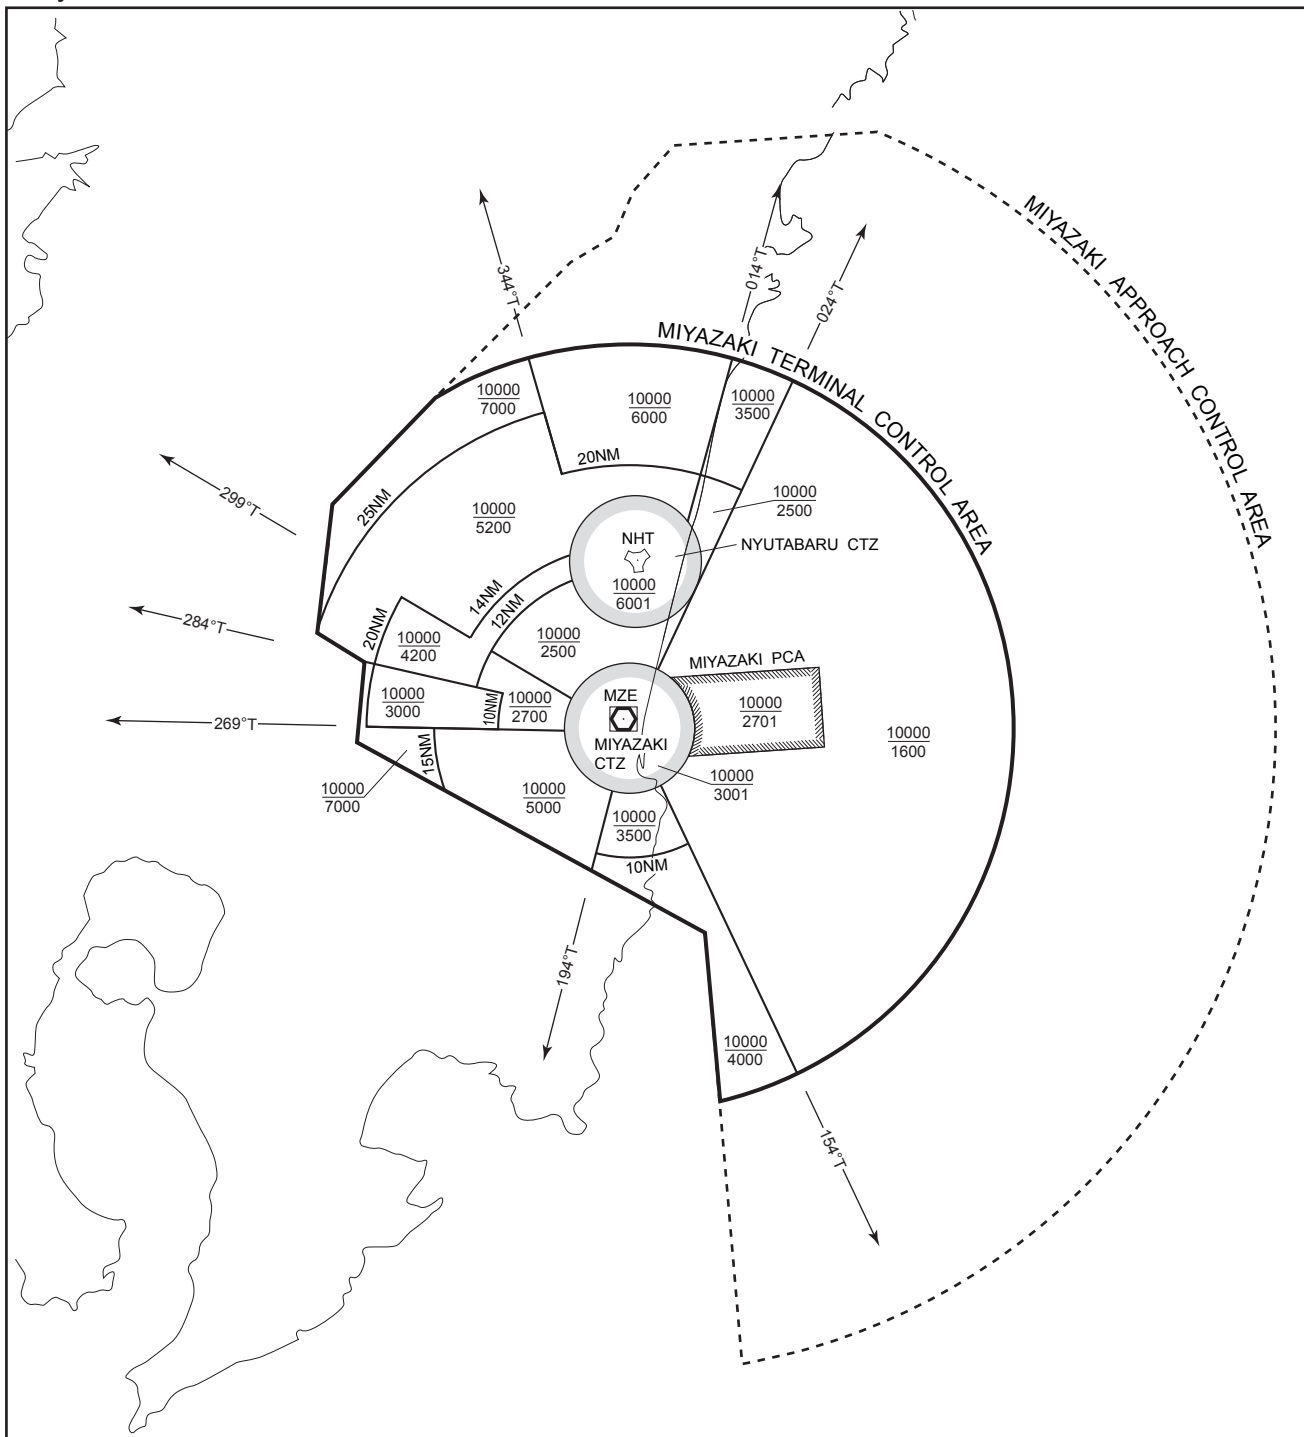 MIYAZAKI APPROACH CONTROL AREA
344°T
014°T
024°T
MIYAZAKI TERMINAL CONTROL AREA
10000
7000
10000
6000
10000
3500
20NM
299°T
25NM
10000
5200
10000
2500
NHT
NYUTABARU CTZ
10000
6001
14NM
12NM
284°T
20NM
10000
4200
10000
2500
MIYAZAKI PCA
10000
3000
10NM
10000
2700
MZE
10000
2701
269°T
MIYAZAKI
CTZ
10000
1600
15NM
10000
7000
10000
5000
10000
3001
10000
3500
10NM
194°T
10000
4000
154°T